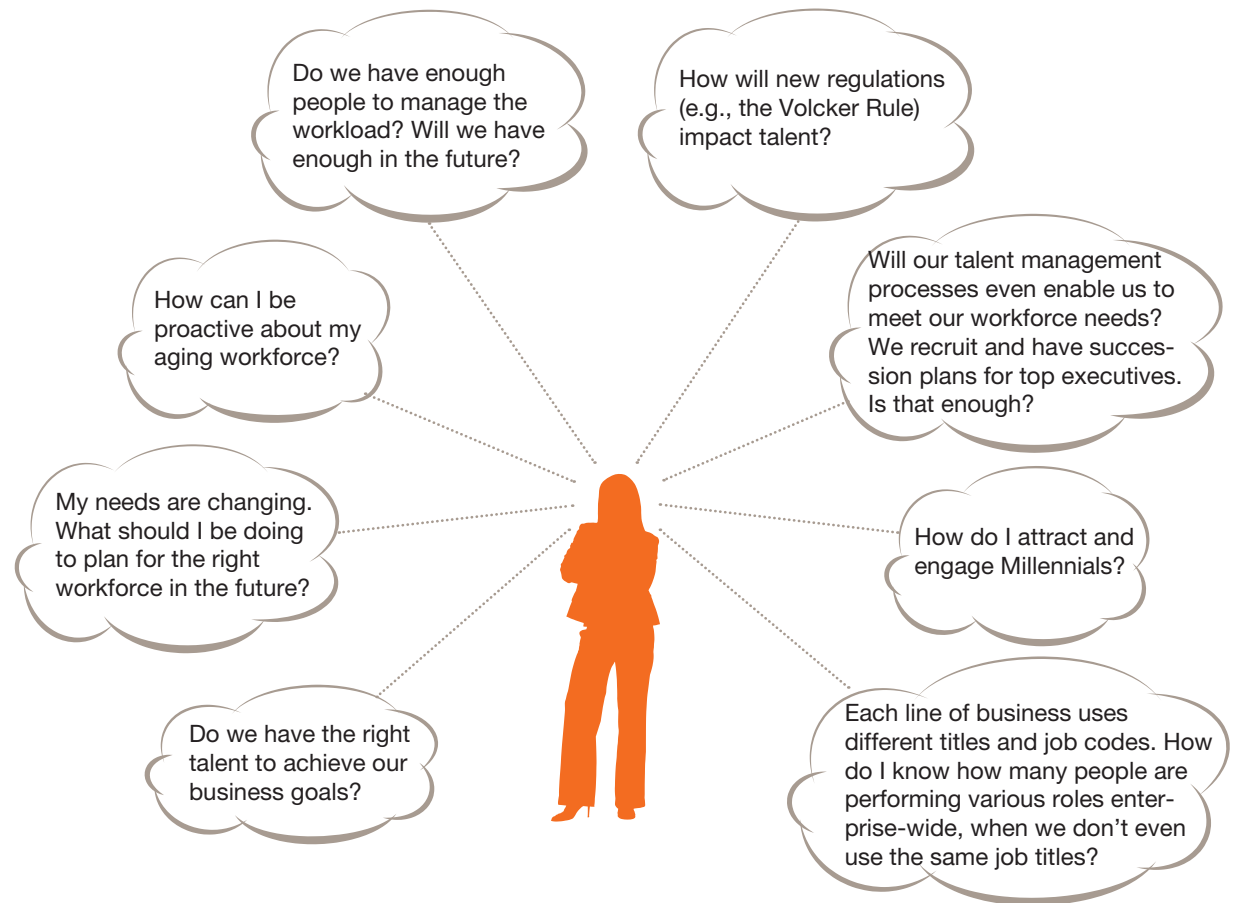 Do we have enough
people to manage the
workload? Will we have
enough in the future?
How will new regulations
(e.g., the Volcker Rule)
impact talent?
How can I be
proactive about my
aging workforce?
Will our talent management
processes even enable us to
meet our workforce needs?
We recruit and have succes-
sion plans for top executives.
Is that enough?
My needs are changing.
What should I be doing
to plan for the right
workforce in the future?
How do I attract and
engage Millennials?
Do we have the right
talent to achieve our
business goals?
Each line of business uses
different titles and job codes. How
do I know how many people are
performing various roles enter-
prise-wide, when we don’t even
use the same job titles?